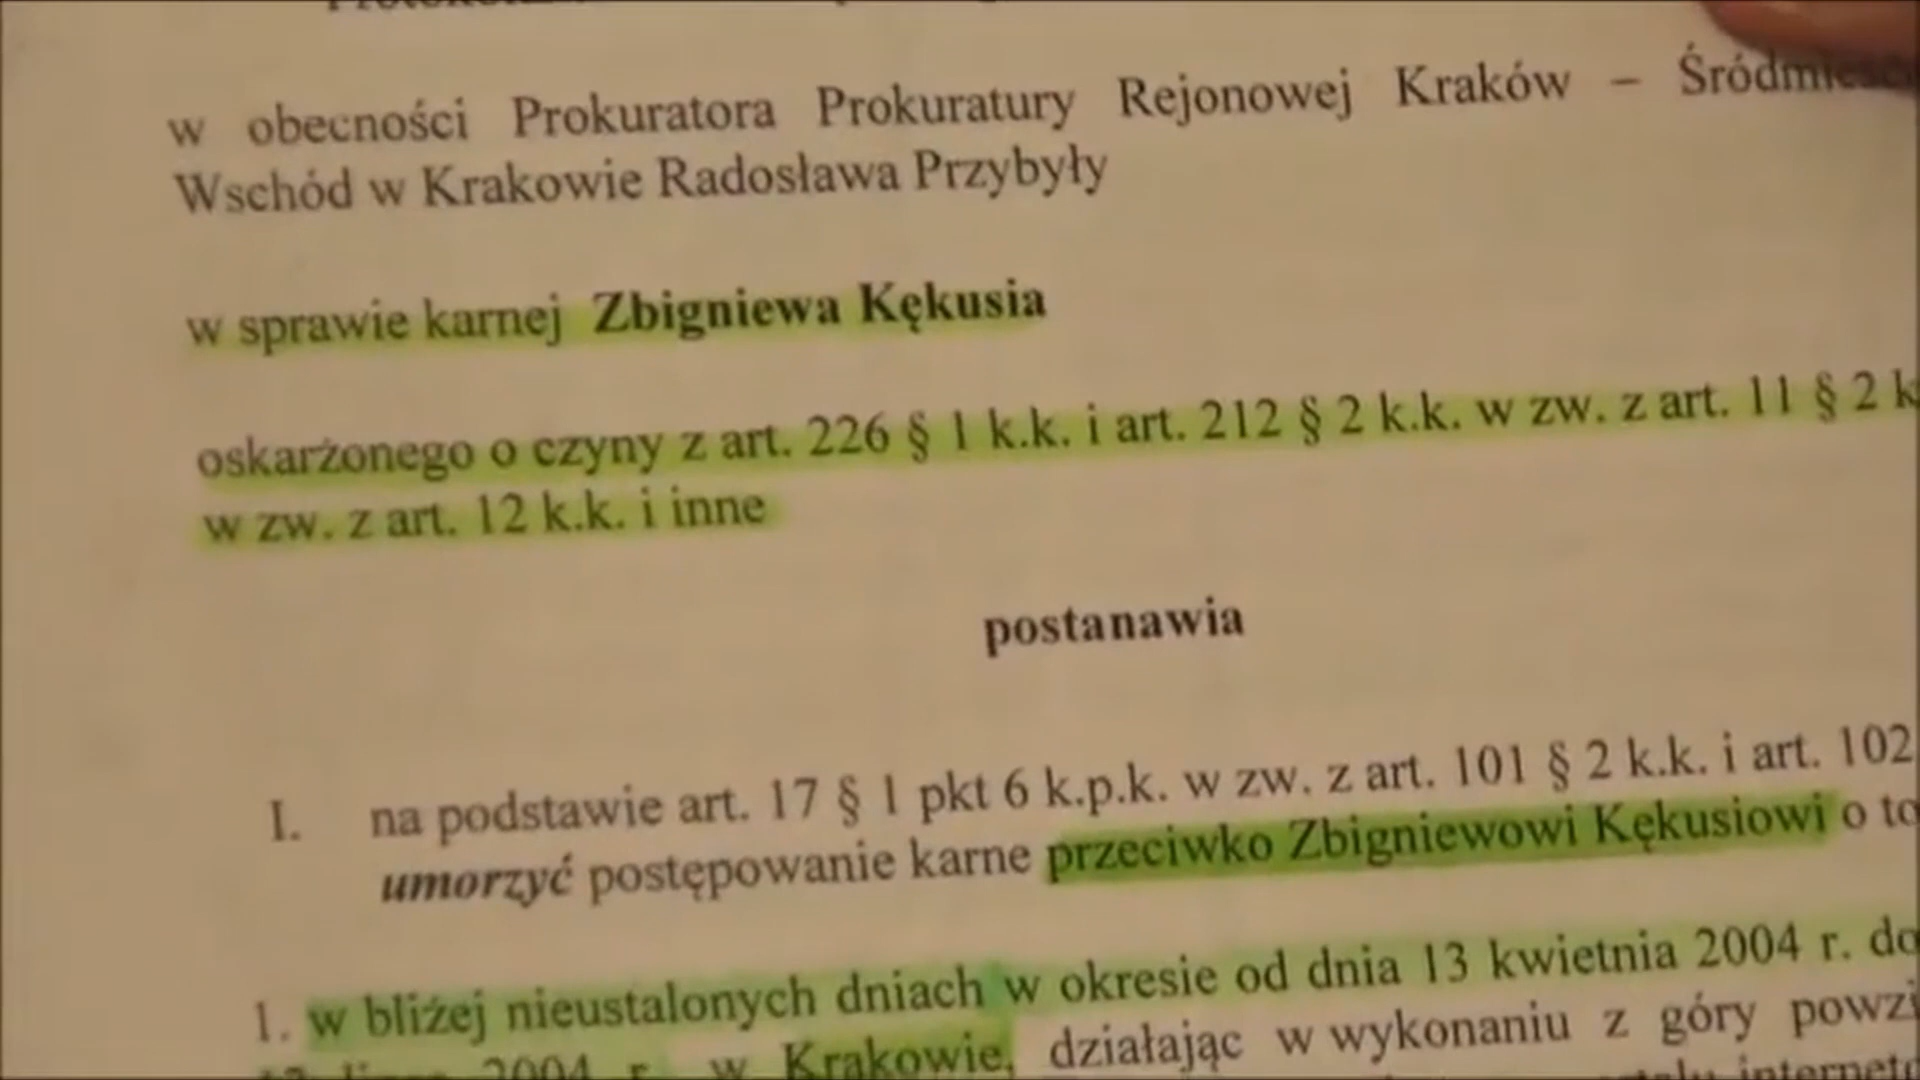 w obecności Prokuratora Prokuratury Rejonowej Kraków – 
Wschód w Krakowie Radosława Przybyły
w sprawie karnej Zbigniewa Kękusia
oskarżonego o czyny z art. 226 § 1 k.k. i art. 212 § 2 k.k. w zw. z art. 11 § 2 k
w zw. z art. 12 k.k. i inne
postanawia
I. na podstawie art. 17 § 1 pkt 6 k.p.k. w zw. z art. 101 § 2 k.k. i art. 102
umorzyć postępowanie karne przeciwko Zbigniewowi Kękusiowi o to
1. w bliżej nieustalonych dniach w okresie od dnia 13 kwietnia 2004 r. do
2004 r. w Krakowie, działając w wykonaniu z góry powzi